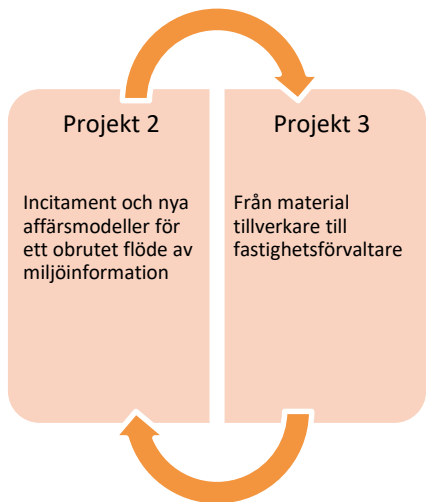 Projekt 2
Incitament och nya
affärsmodeller för
ett obrutet flöde av
miljöinformation
Projekt 3
Från material
tillverkare till
fastighetsförvaltare